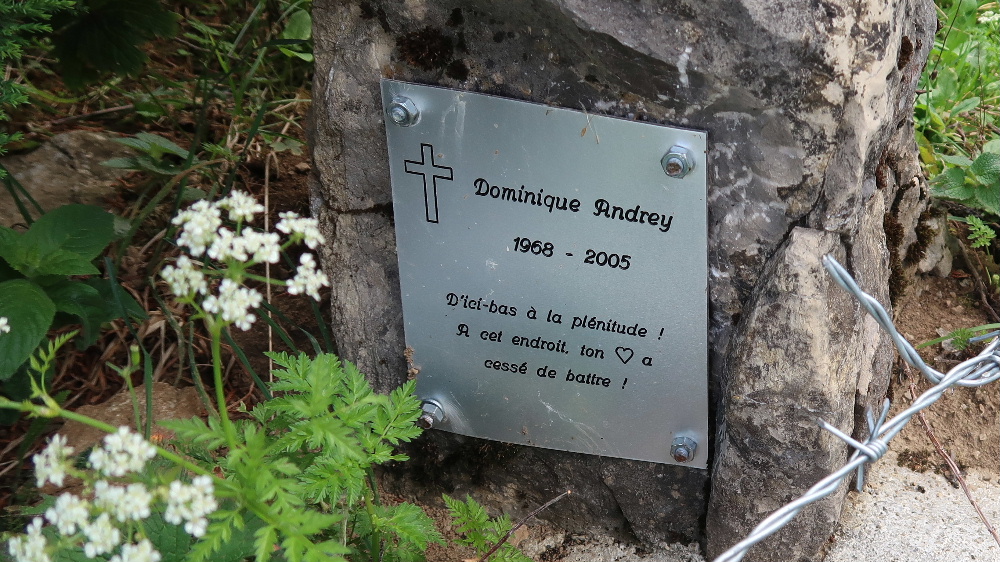 Dominique Andrey
1968 - 2005
D'ici-bas à la plénitude !
A cet endroit, ton ♡ a
cessé de battre !